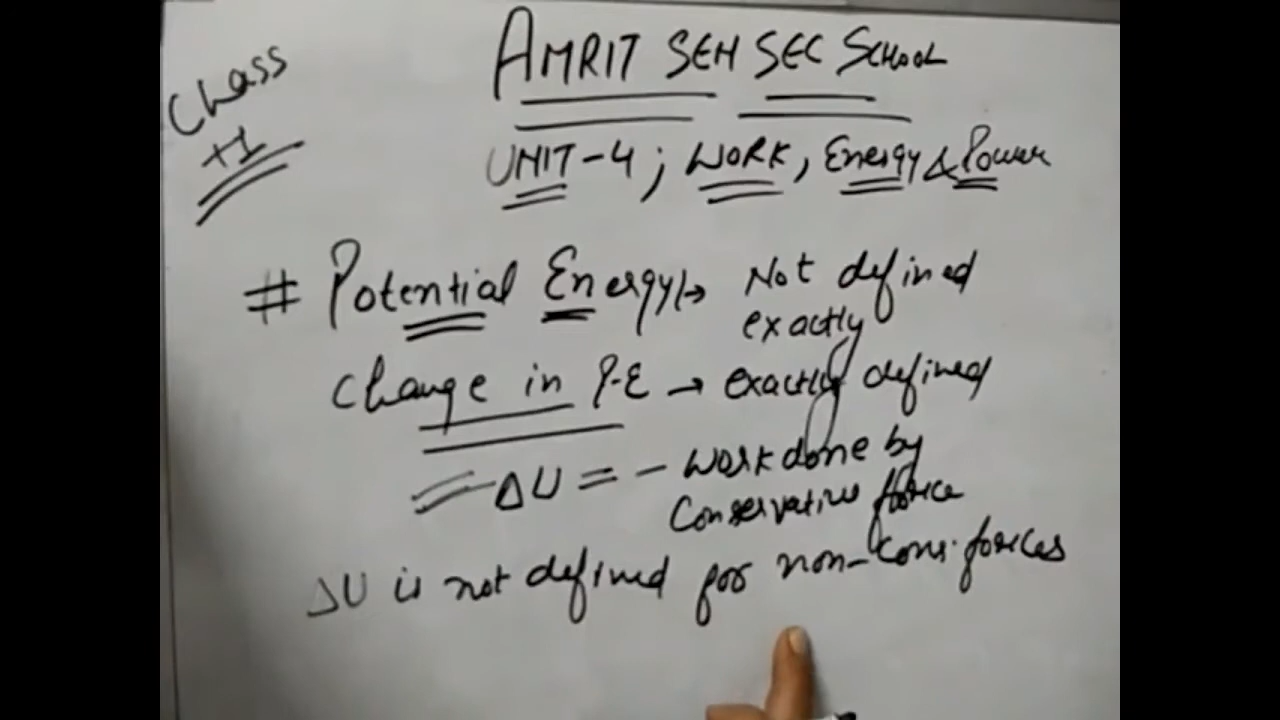 AMRIT SEN SEC SCHOOL
Class
+1
UNIT-4; WORK, Energy & Power
# Potential Energy → Not defined
exactly
Change in P.E → exactly defined
ΔU = - Work done by
Conservative force
ΔU is not defined for non-cons. forces